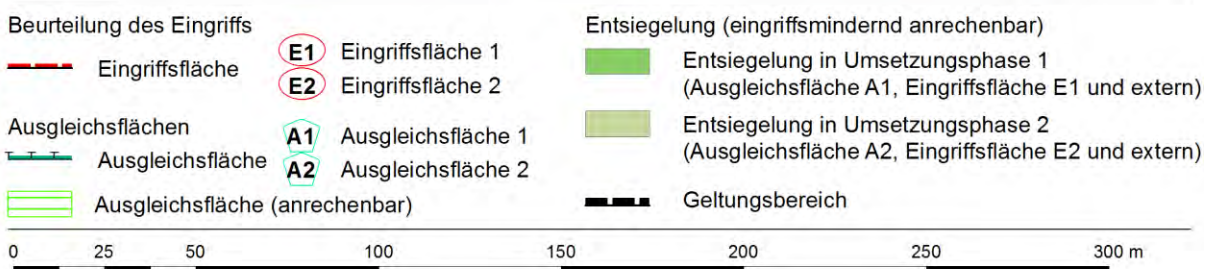 Beurteilung des Eingriffs
Eingriffsfläche
E1 Eingriffsfläche 1
E2 Eingriffsfläche 2
Ausgleichsflächen
Ausgleichsfläche
A1 Ausgleichsfläche 1
A2 Ausgleichsfläche 2
Ausgleichsfläche (anrechenbar)
Entsiegelung (eingriffsmindernd anrechenbar)
Entsiegelung in Umsetzungsphase 1
(Ausgleichsfläche A1, Eingriffsfläche E1 und extern)
Entsiegelung in Umsetzungsphase 2
(Ausgleichsfläche A2, Eingriffsfläche E2 und extern)
Geltungsbereich
0 25 50 100 150 200 250 300 m